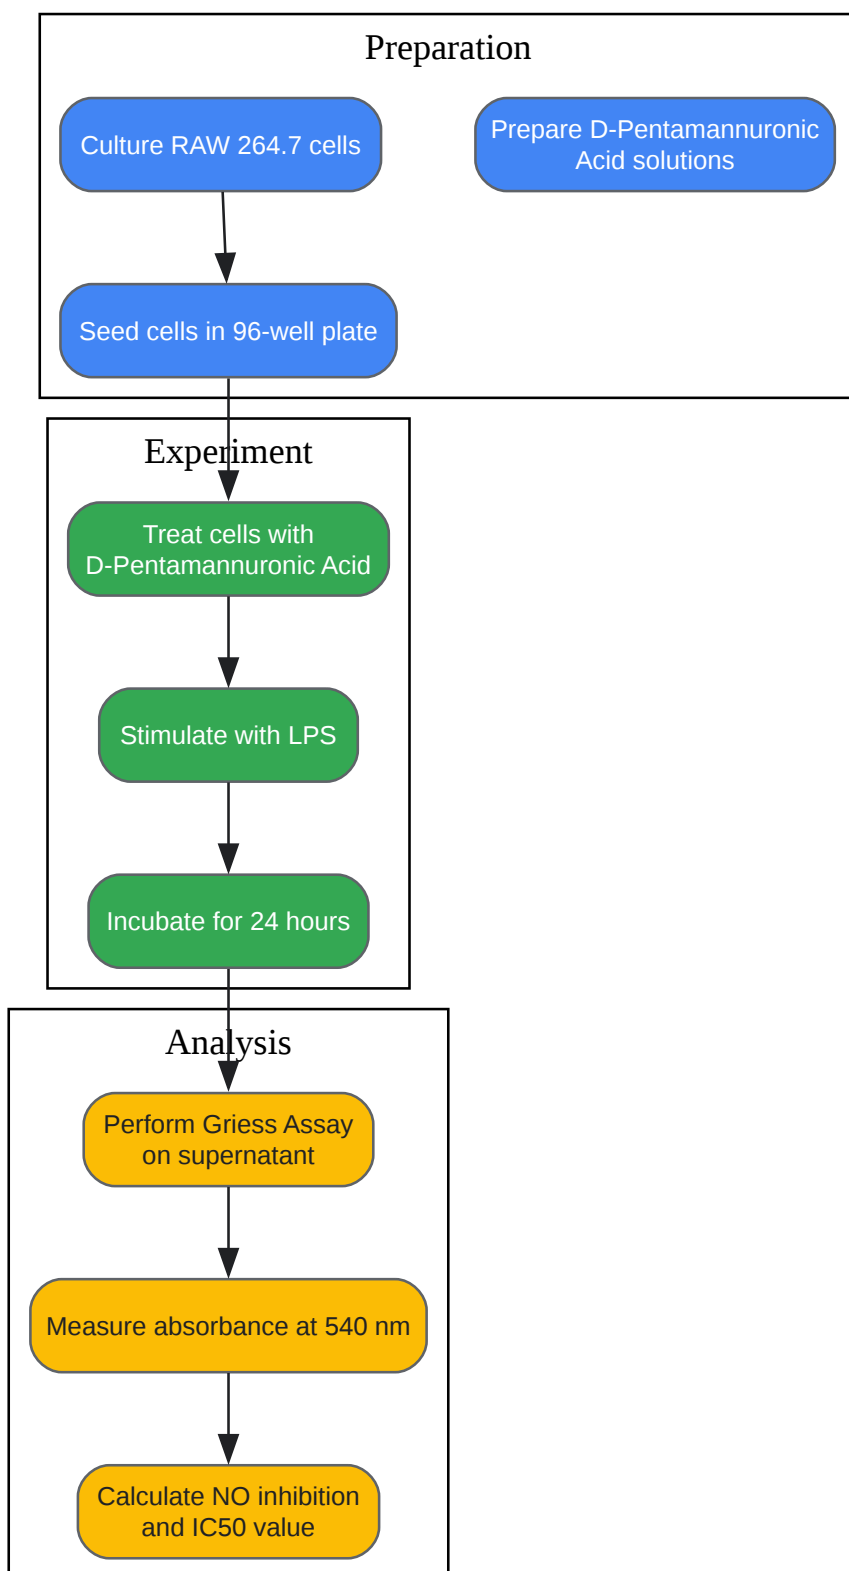 Preparation
Culture RAW 264.7 cells
Prepare D-Pentamannuronic
Acid solutions
Seed cells in 96-well plate
Experiment
Treat cells with
D-Pentamannuronic Acid
Stimulate with LPS
Incubate for 24 hours
Analysis
Perform Griess Assay
on supernatant
Measure absorbance at 540 nm
Calculate NO inhibition
and IC50 value